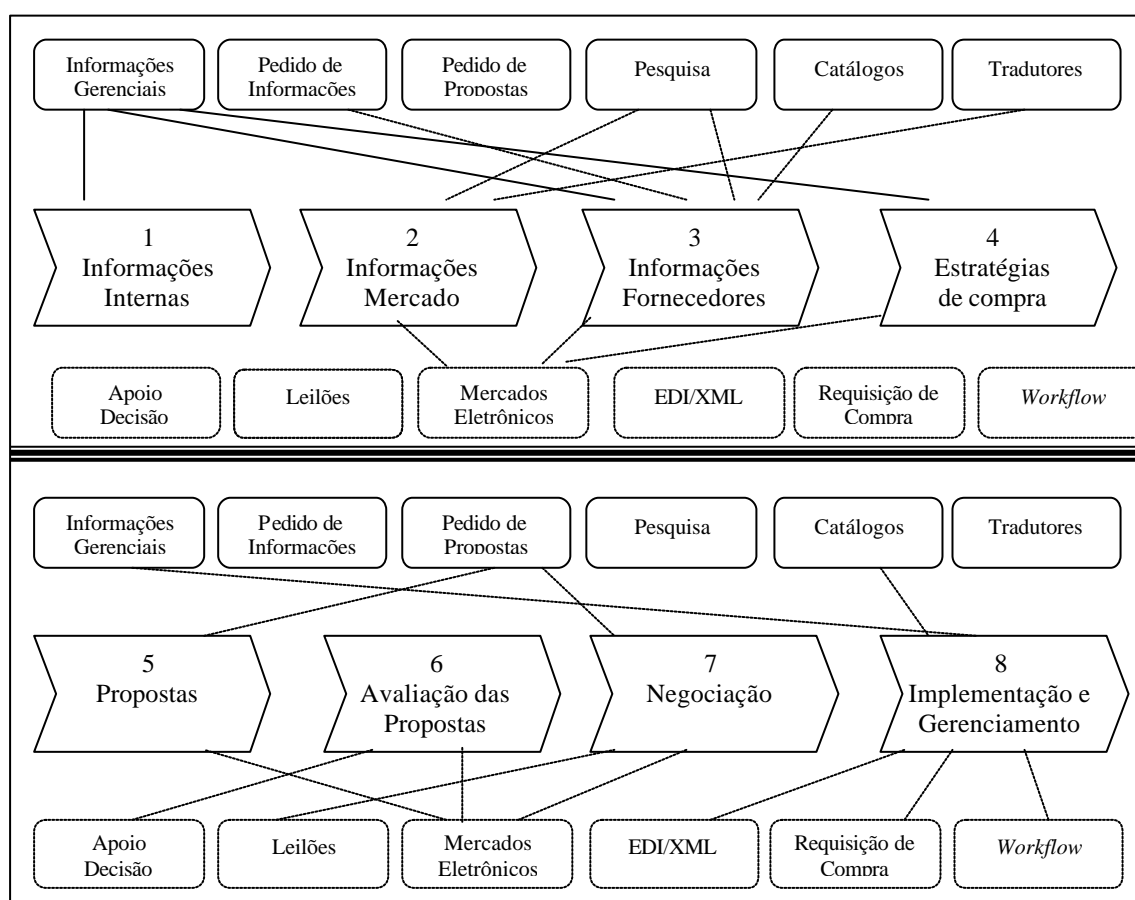 Informações
Gerenciais
Pedido de
Informações
Pedido de
Propostas
Pesquisa
Catálogos
Tradutores
1
Informações
Internas
2
Informações
Mercado
3
Informações
Fornecedores
4
Estratégias
de compra
Apoio
Decisão
Leilões
Mercados
Eletrônicos
EDI/XML
Requisição de
Compra
Workflow
Informações
Gerenciais
Pedido de
Informações
Pedido de
Propostas
Pesquisa
Catálogos
Tradutores
5
Propostas
6
Avaliação das
Propostas
7
Negociação
8
Implementação e
Gerenciamento
Apoio
Decisão
Leilões
Mercados
Eletrônicos
EDI/XML
Requisição de
Compra
Workflow